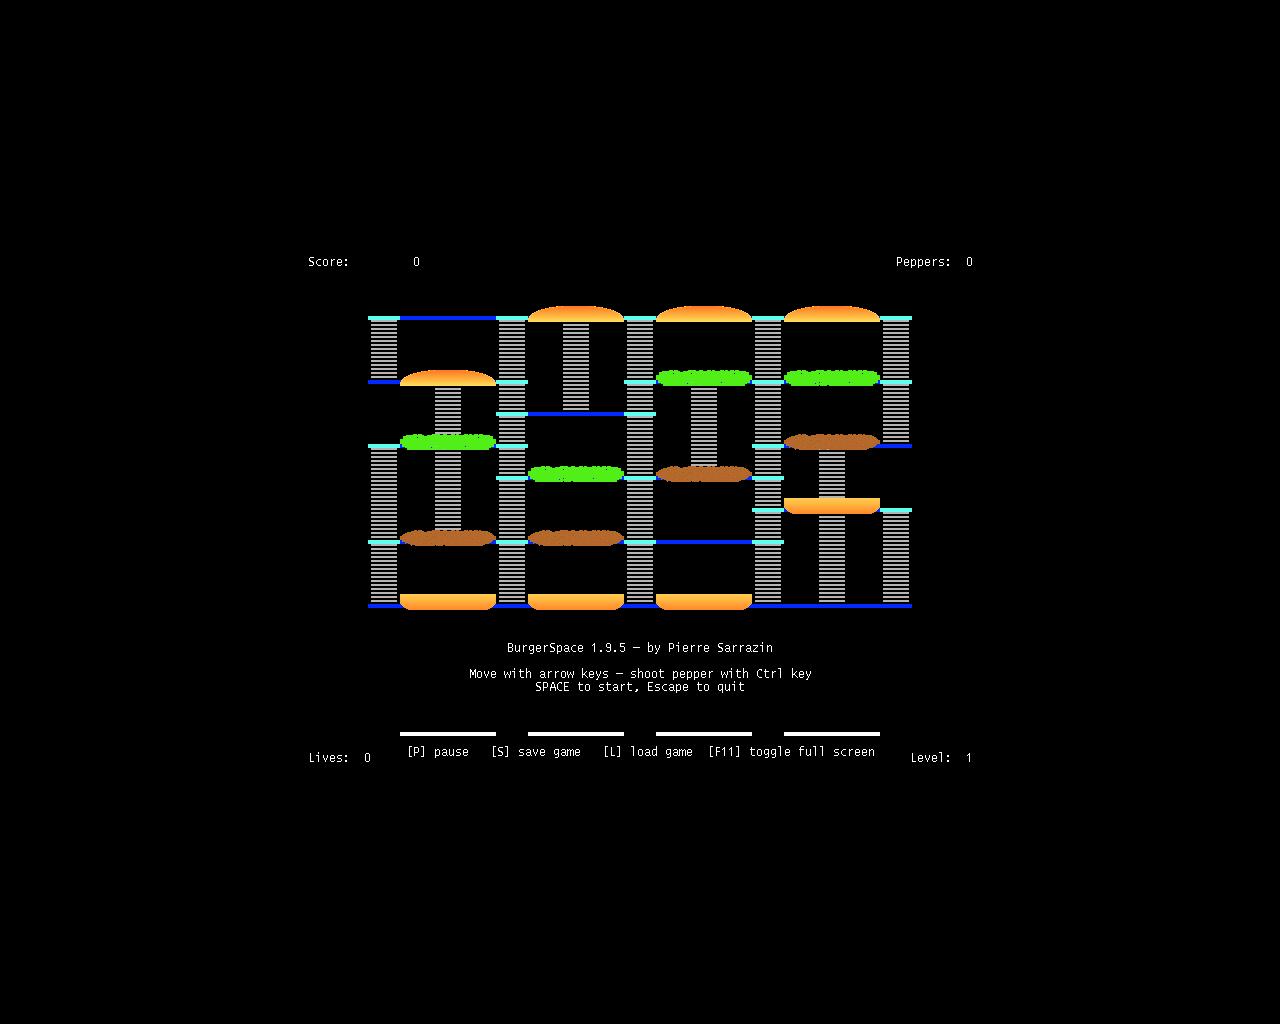 Score: 0 Peppers: 0
BurgerSpace 1.9.5 – by Pierre Sarrazin
Move with arrow keys – shoot pepper with Ctrl key
SPACE to start, Escape to quit
[P] pause [S] save game [L] load game [F11] toggle full screen
Lives: 0 Level: 1